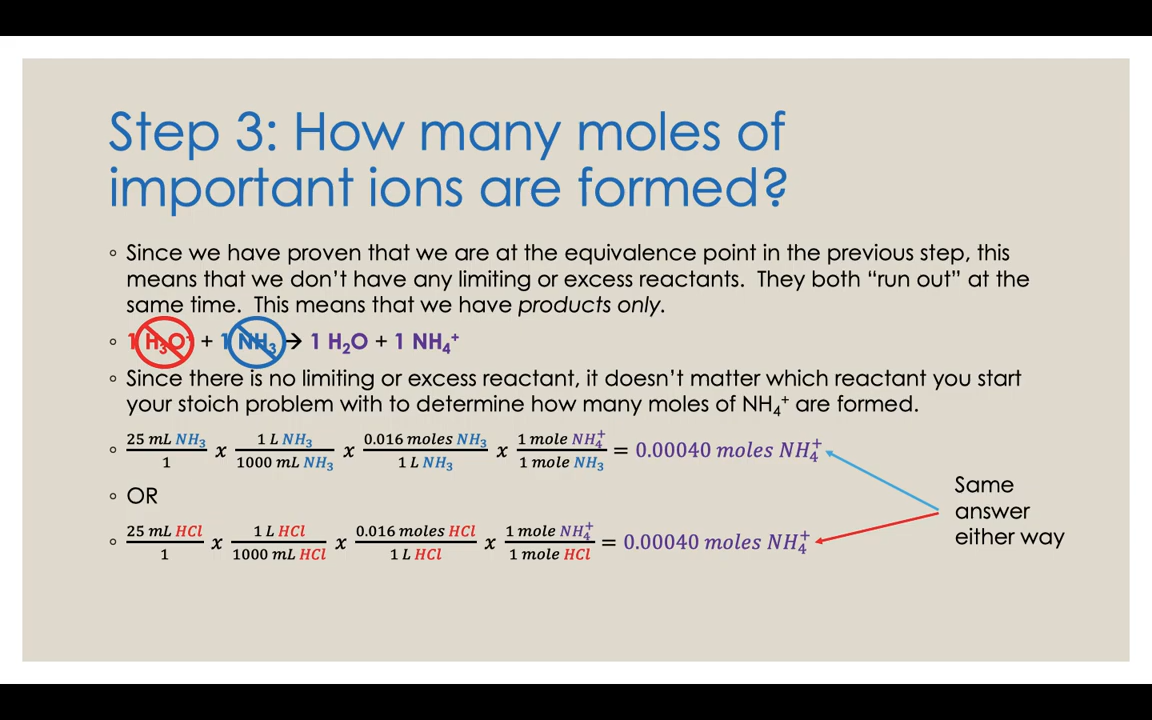 Step 3: How many moles of
important ions are formed?
◦ Since we have proven that we are at the equivalence point in the previous step, this
means that we don't have any limiting or excess reactants. They both “run out” at the
same time. This means that we have products only.
◦ 1 H₃O⁺ + 1 NH₃ → 1 H₂O + 1 NH₄⁺
◦ Since there is no limiting or excess reactant, it doesn't matter which reactant you start
your stoich problem with to determine how many moles of NH₄⁺ are formed.
◦ 25 mL NH₃/1 x 1 L NH₃/1000 mL NH₃ x 0.016 moles NH₃/1 L NH₃ x 1 mole NH₄⁺/1 mole NH₃ = 0.00040 moles NH₄⁺
◦ OR
◦ 25 mL HCl/1 x 1 L HCl/1000 mL HCl x 0.016 moles HCl/1 L HCl x 1 mole NH₄⁺/1 mole HCl = 0.00040 moles NH₄⁺
Same
answer
either way